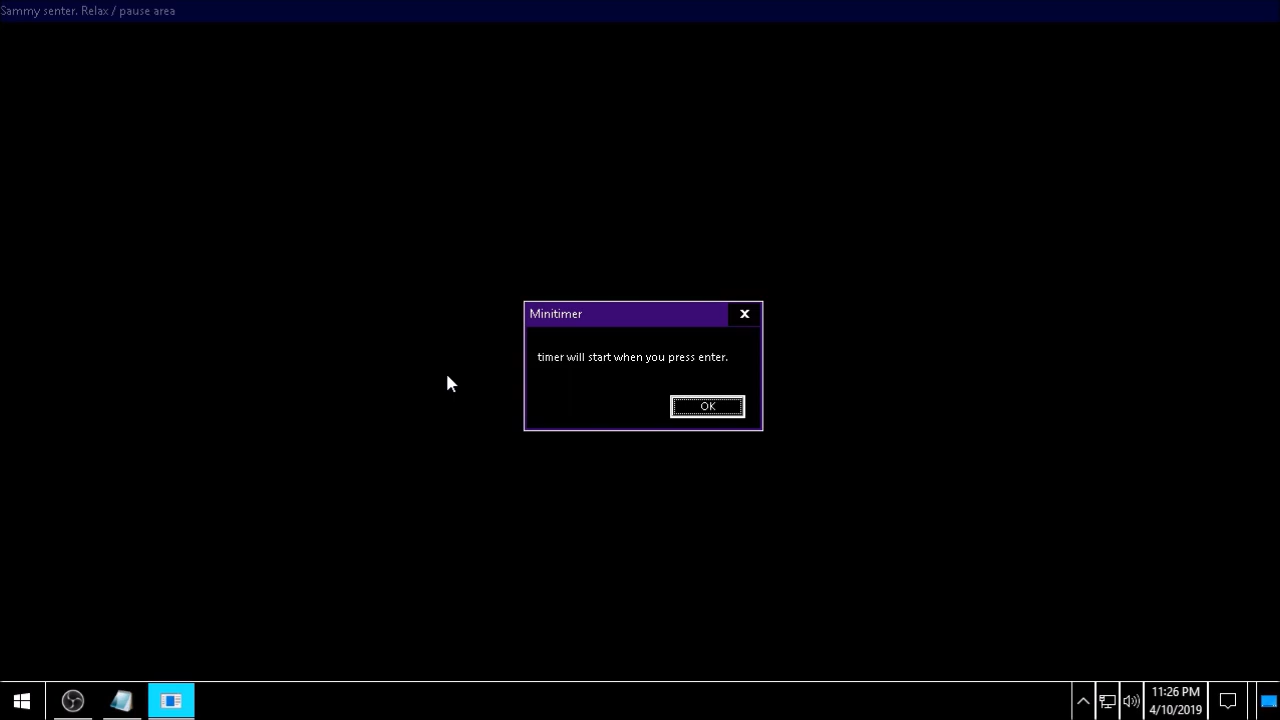 Sammy senter. Relax / pause area
Minitimer
timer will start when you press enter.
OK
11:26 PM
4/10/2019